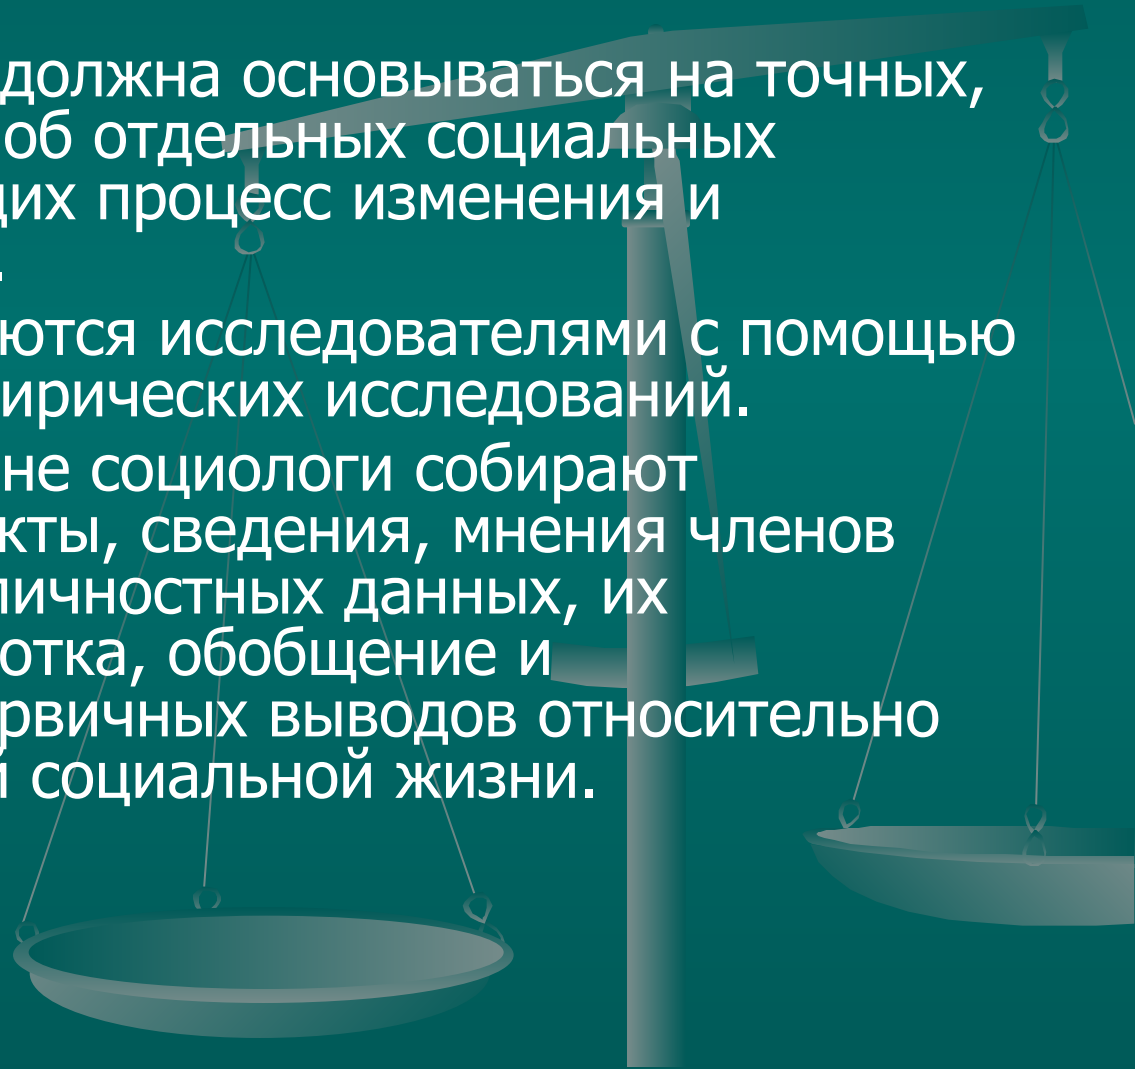 должна основываться на точных,
об отдельных социальных
щих процесс изменения и
.
ются исследователями с помощью
ирических исследований.
не социологи собирают
кты, сведения, мнения членов
личностных данных, их
отка, обобщение и
рвичных выводов относительно
й социальной жизни.